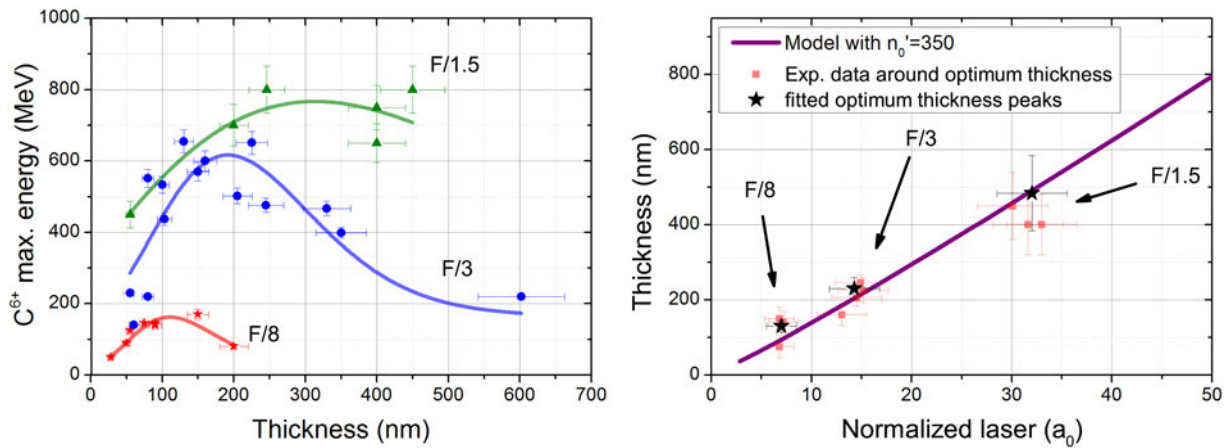 C6+ max. energy (MeV)
1000
800
600
400
200
0
0 100 200 300 400 500 600 700
Thickness (nm)
F/1.5
F/3
F/8
Thickness (nm)
1000
800
600
400
200
0
0 10 20 30 40 50
Normalized laser (a0)
Model with n0'=350
Exp. data around optimum thickness
fitted optimum thickness peaks
F/3
F/8
F/1.5